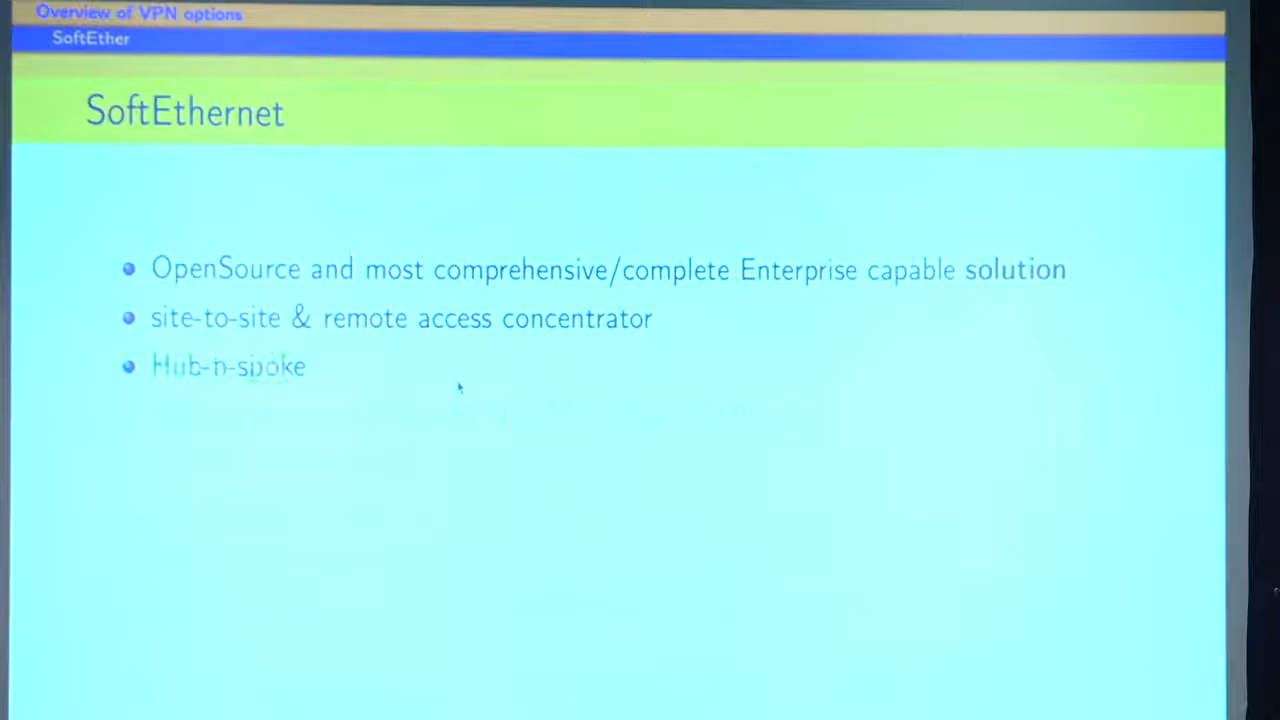 Overview of VPN options
SoftEther
SoftEthernet
OpenSource and most comprehensive/complete Enterprise capable solution
site-to-site & remote access concentrator
Hub-n-spoke